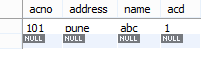 acno address name acd
101 pune abc 1
NULL NULL NULL NULL